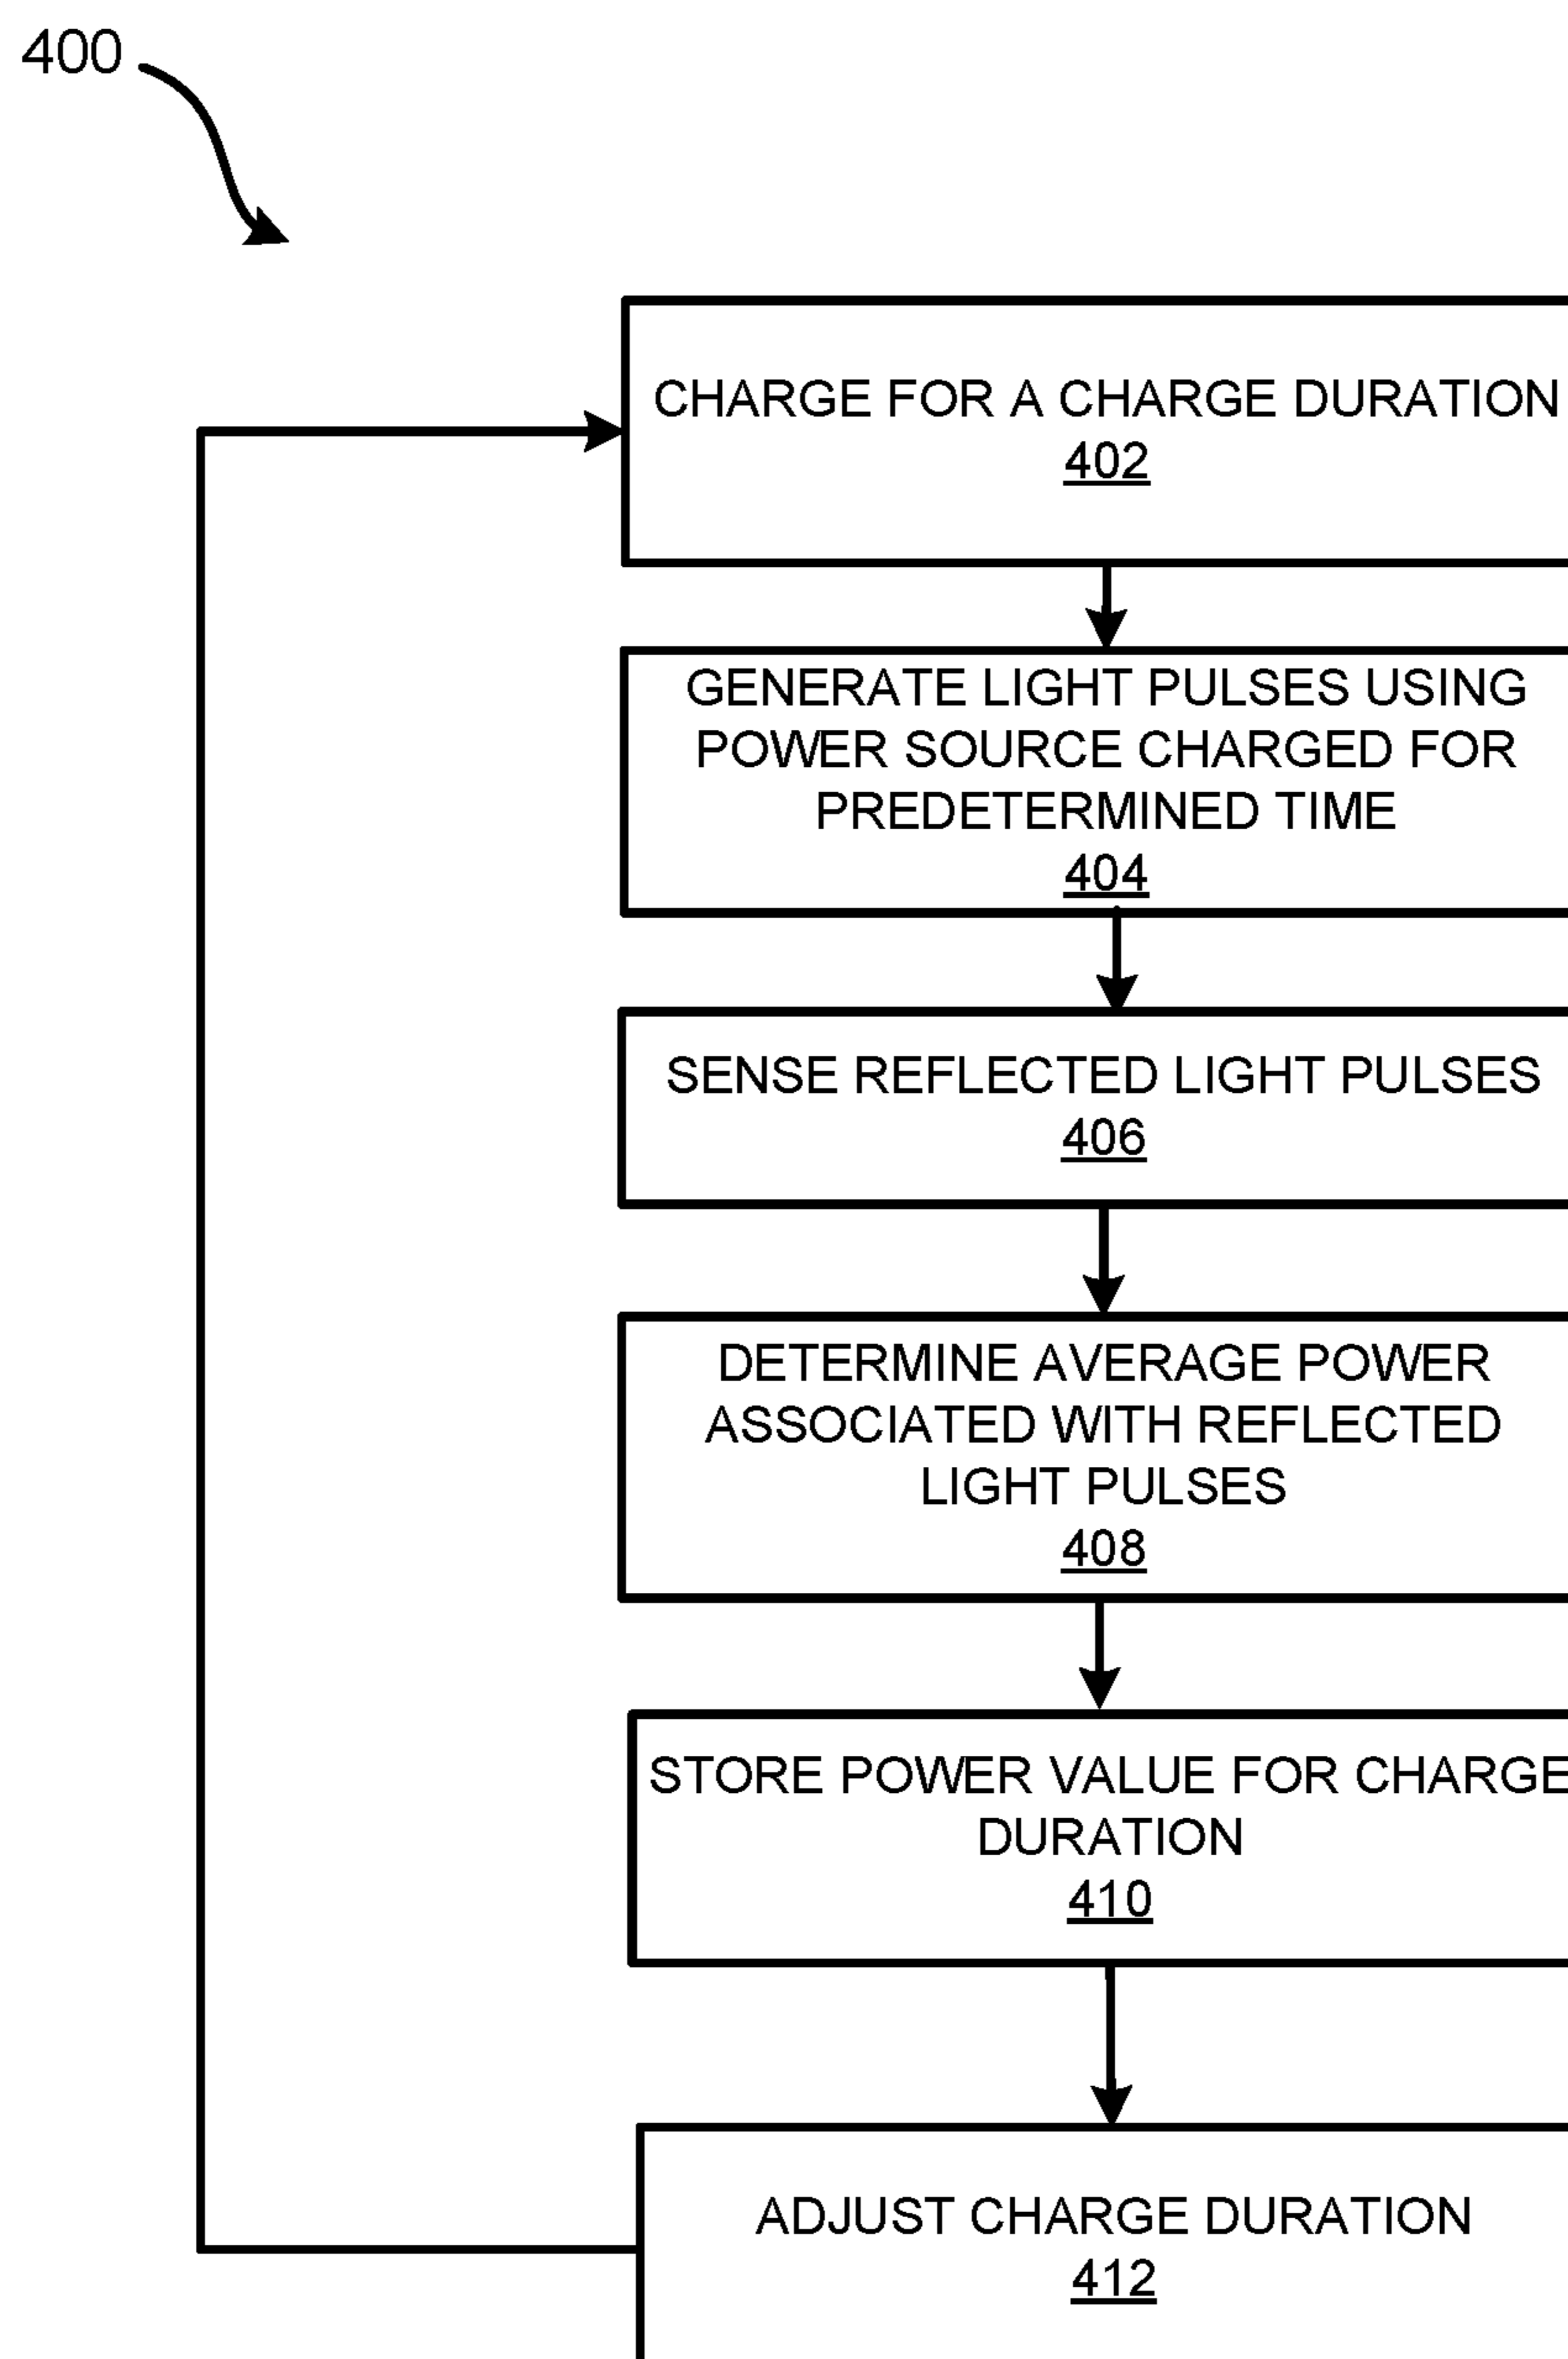 400
CHARGE FOR A CHARGE DURATION
402
GENERATE LIGHT PULSES USING
POWER SOURCE CHARGED FOR
PREDETERMINED TIME
404
SENSE REFLECTED LIGHT PULSES
406
DETERMINE AVERAGE POWER
ASSOCIATED WITH REFLECTED
LIGHT PULSES
408
STORE POWER VALUE FOR CHARGE
DURATION
410
ADJUST CHARGE DURATION
412